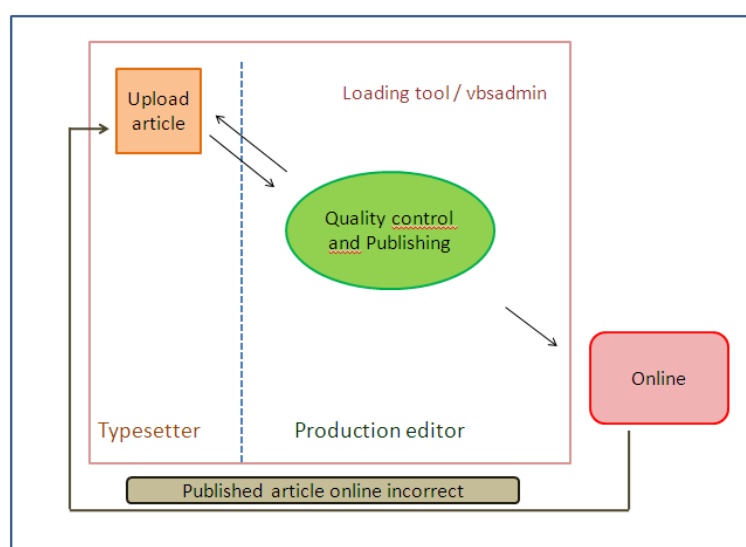 Upload
article
Loading tool / vbsadmin
Quality control
and Publishing
Online
Typesetter
Production editor
Published article online incorrect